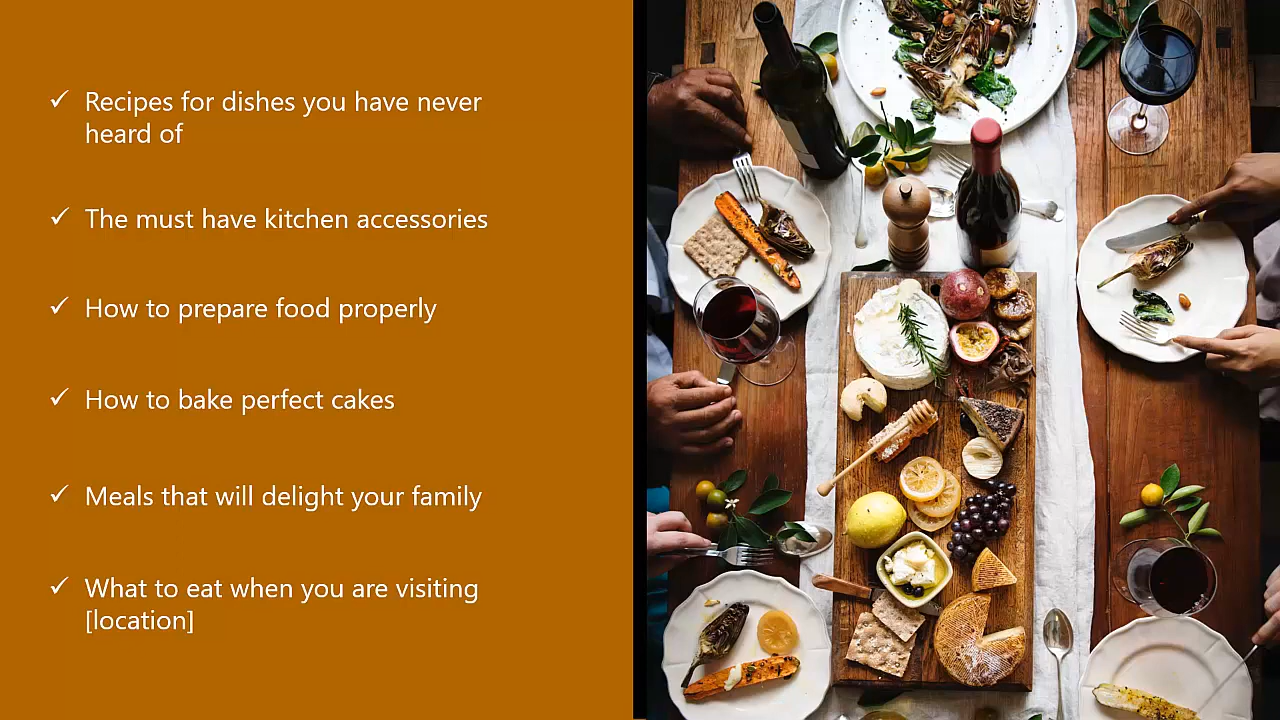 ✓ Recipes for dishes you have never
heard of
✓ The must have kitchen accessories
✓ How to prepare food properly
✓ How to bake perfect cakes
✓ Meals that will delight your family
✓ What to eat when you are visiting
[location]